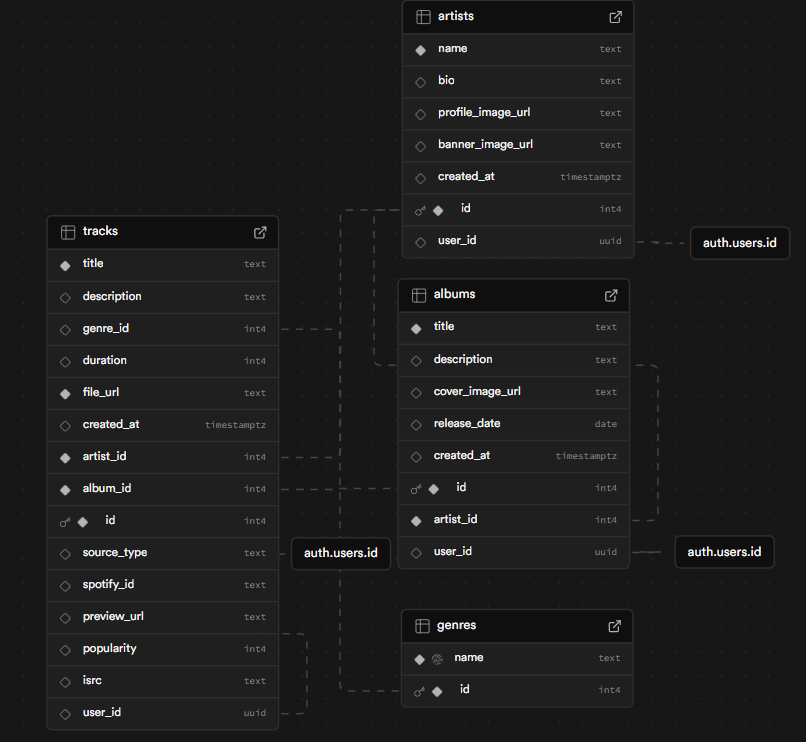 artists
name text
bio text
profile_image_url text
banner_image_url text
created_at timestamptz
id int4
user_id uuid
auth.users.id
tracks
title text
description text
genre_id int4
duration int4
file_url text
created_at timestamptz
artist_id int4
album_id int4
id int4
source_type text
spotify_id text
preview_url text
popularity int4
isrc text
user_id uuid
auth.users.id
albums
title text
description text
cover_image_url text
release_date date
created_at timestamptz
id int4
artist_id int4
user_id uuid
auth.users.id
genres
name text
id int4